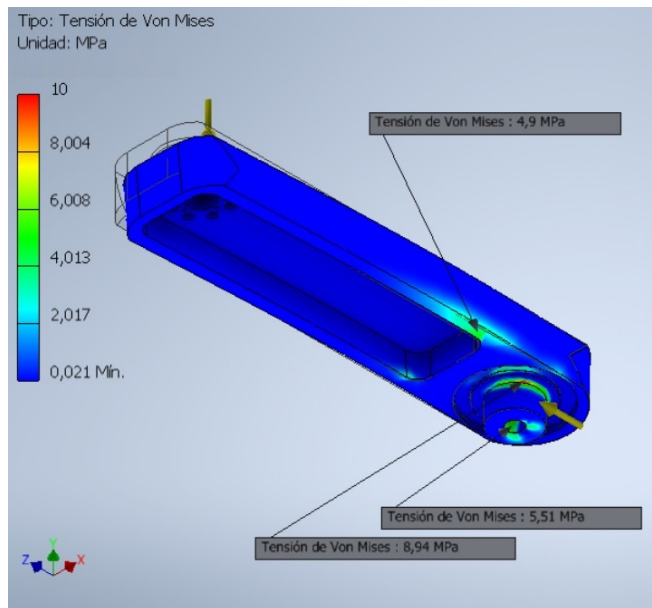 Tipo: Tensión de Von Mises
Unidad: MPa
10
8,004
6,008
4,013
2,017
0,021 Mín.
Tensión de Von Mises : 4,9 MPa
Tensión de Von Mises : 5,51 MPa
Tensión de Von Mises : 8,94 MPa
Y
Z
X